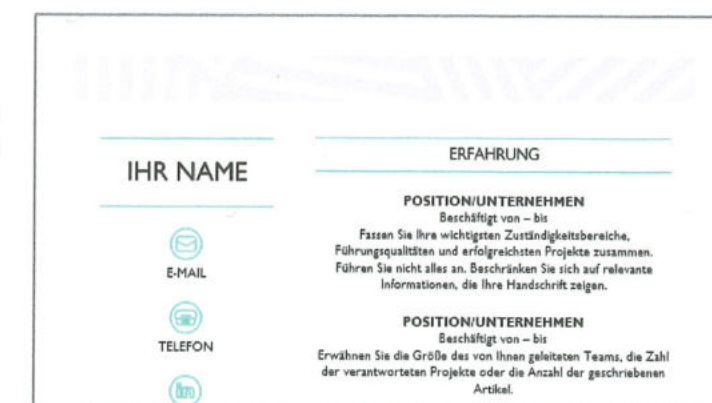 IHR NAME
E-MAIL
TELEFON
in
ERFAHRUNG
POSITION/UNTERNEHMEN
Beschäftigt von – bis
Fassen Sie Ihre wichtigsten Zuständigkeitsbereiche,
Führungsqualitäten und erfolgreichsten Projekte zusammen.
Führen Sie nicht alles an. Beschränken Sie sich auf relevante
Informationen, die Ihre Handschrift zeigen.
POSITION/UNTERNEHMEN
Beschäftigt von – bis
Erwähnen Sie die Größe des von Ihnen geleiteten Teams, die Zahl
der verantworteten Projekte oder die Anzahl der geschriebenen
Artikel.